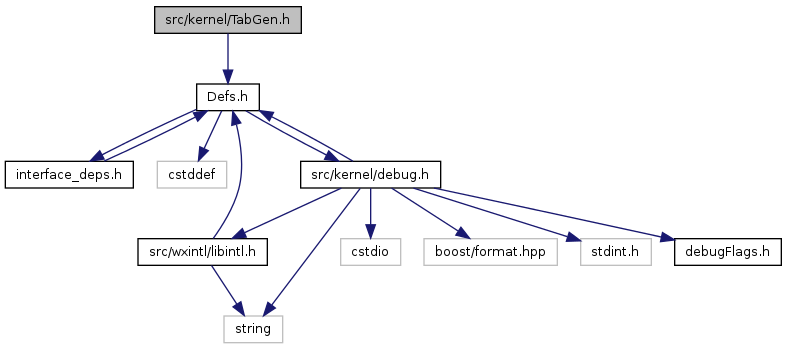 src/kernel/TabGen.h
Defs.h
interface_deps.h
cstddef
src/kernel/debug.h
src/wxintl/libintl.h
cstdio
boost/format.hpp
stdint.h
debugFlags.h
string